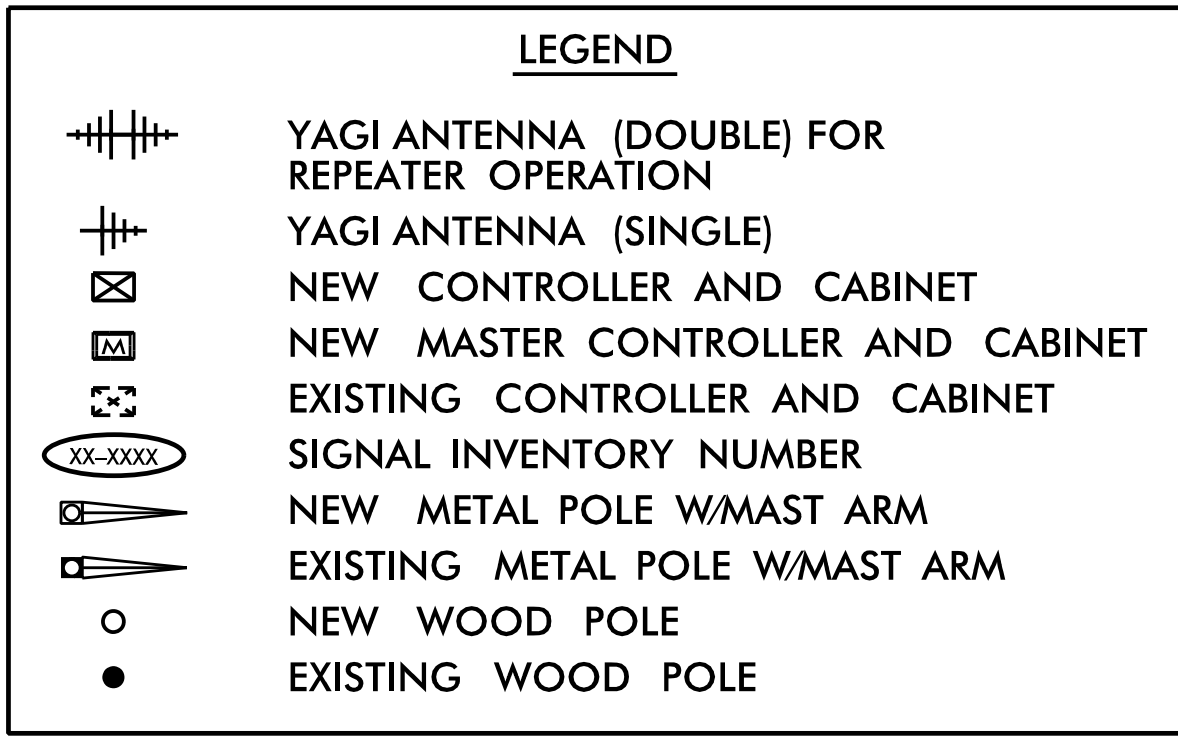 LEGEND
YAGI ANTENNA (DOUBLE) FOR
REPEATER OPERATION
YAGI ANTENNA (SINGLE)
NEW CONTROLLER AND CABINET
M NEW MASTER CONTROLLER AND CABINET
EXISTING CONTROLLER AND CABINET
XX-XXXX SIGNAL INVENTORY NUMBER
NEW METAL POLE W/MAST ARM
EXISTING METAL POLE W/MAST ARM
NEW WOOD POLE
EXISTING WOOD POLE